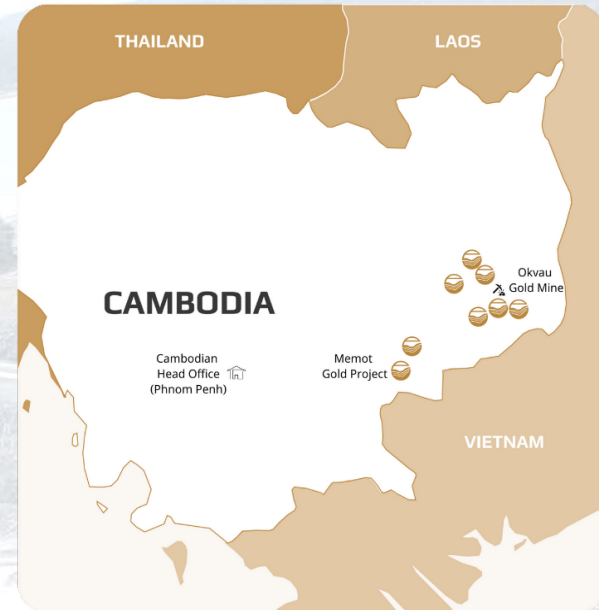 THAILAND
LAOS
Okvau
Gold Mine
CAMBODIA
Cambodian
Head Office
(Phnom Penh)
Memot
Gold Project
VIETNAM